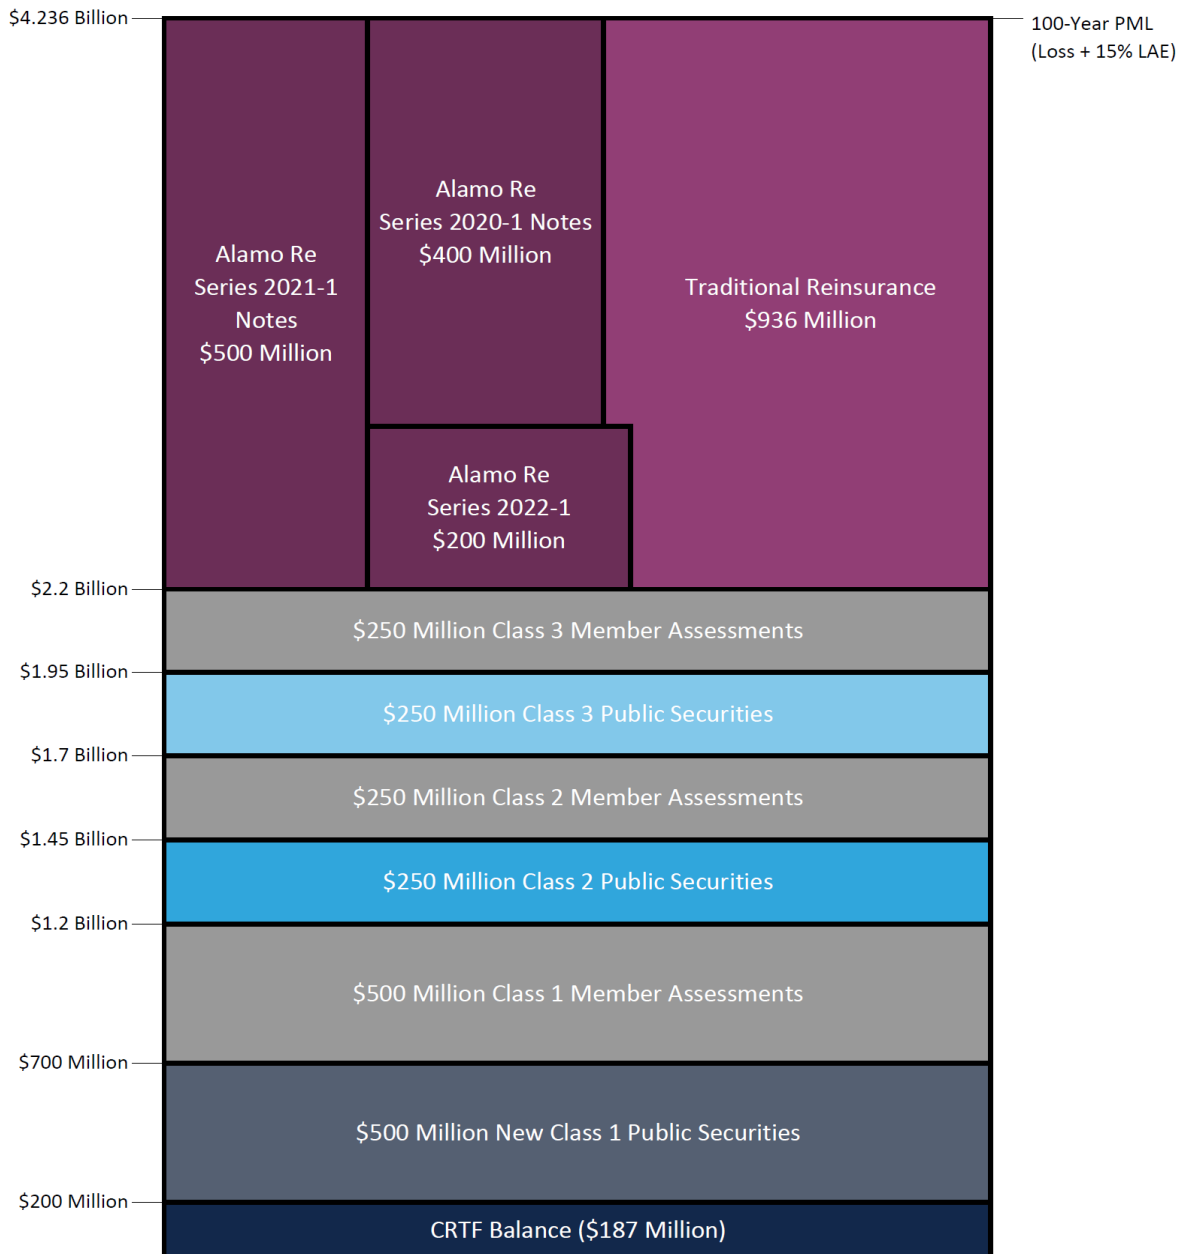 $4.236 Billion
100-Year PML
(Loss + 15% LAE)
Alamo Re
Series 2021-1
Notes
$500 Million
Alamo Re
Series 2020-1 Notes
$400 Million
Traditional Reinsurance
$936 Million
Alamo Re
Series 2022-1
$200 Million
$2.2 Billion
$250 Million Class 3 Member Assessments
$1.95 Billion
$250 Million Class 3 Public Securities
$1.7 Billion
$250 Million Class 2 Member Assessments
$1.45 Billion
$250 Million Class 2 Public Securities
$1.2 Billion
$500 Million Class 1 Member Assessments
$700 Million
$500 Million New Class 1 Public Securities
$200 Million
CRTF Balance ($187 Million)